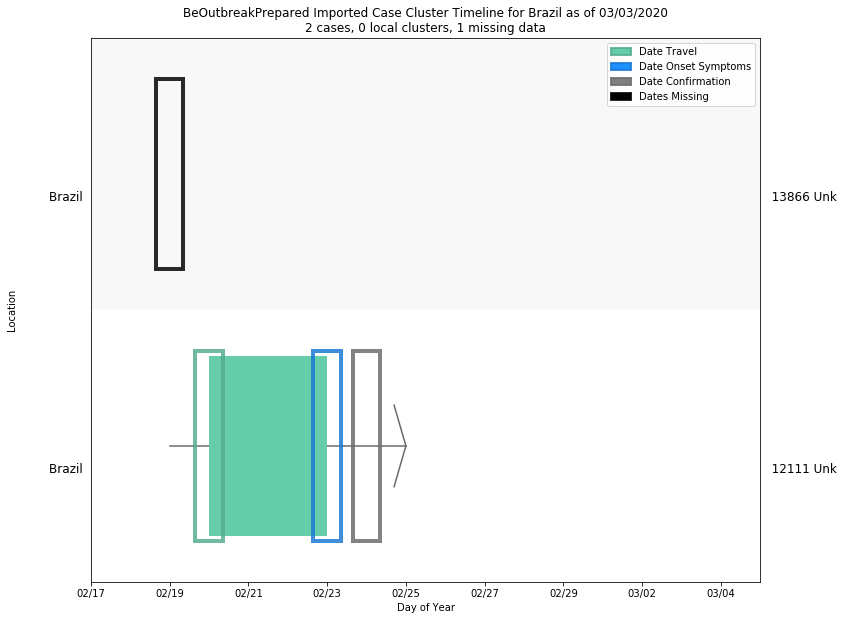 BeOutbreakPrepared Imported Case Cluster Timeline for Brazil as of 03/03/2020
2 cases, 0 local clusters, 1 missing data
Date Travel
Date Onset Symptoms
Date Confirmation
Dates Missing
Brazil
13866 Unk
Location
Brazil
12111 Unk
02/17 02/19 02/21 02/23 02/25 02/27 02/29 03/02 03/04
Day of Year